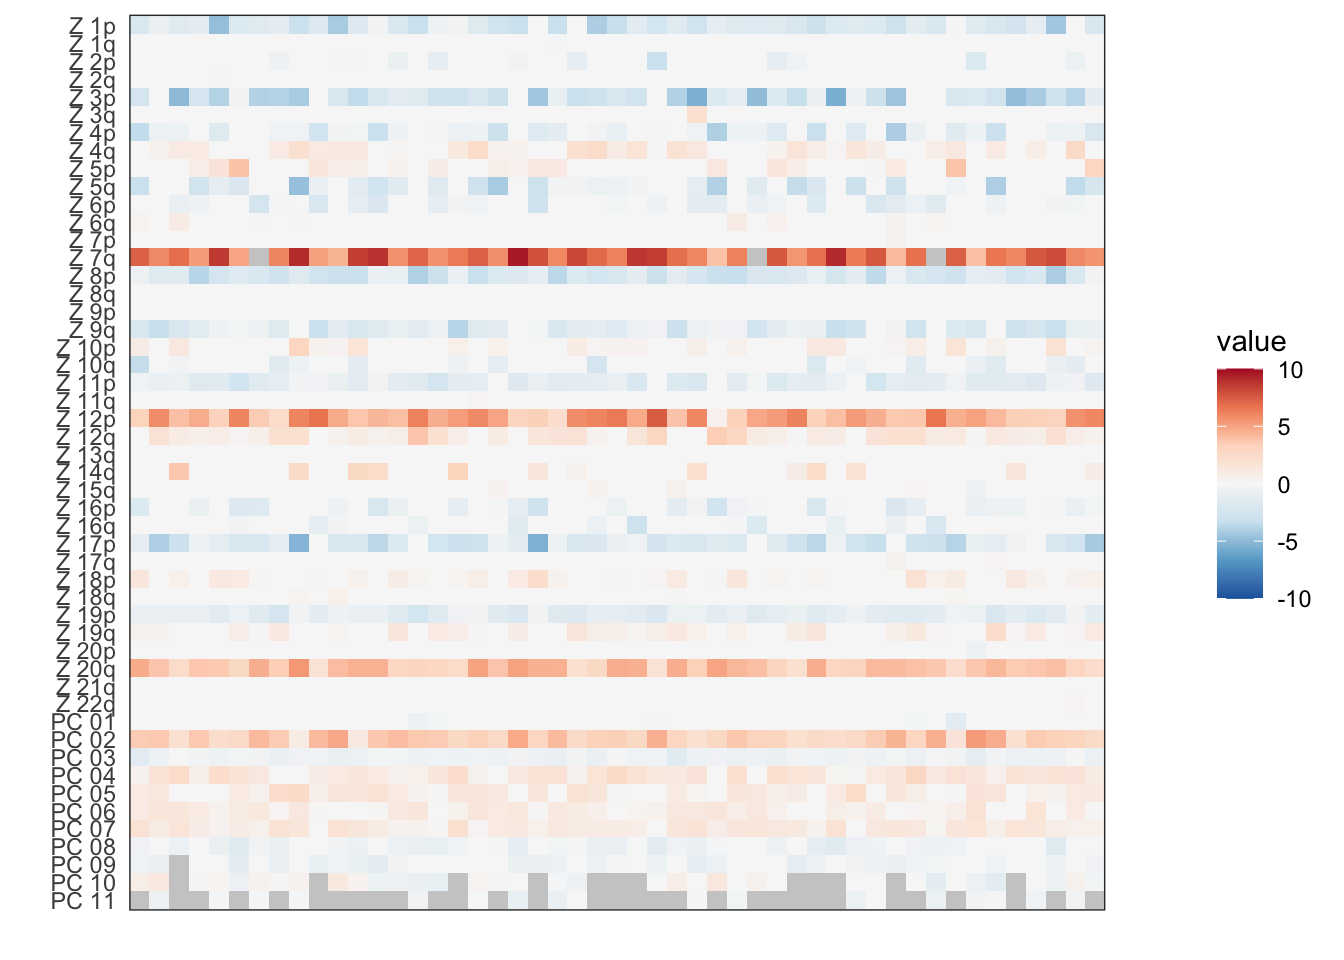 Z 1p
Z 1q
Z 2p
Z 2q
Z 3p
Z 3q
Z 4p
Z 4q
Z 5p
Z 5q
Z 6p
Z 6q
Z 7p
Z 7q
Z 8p
Z 8q
Z 9p
Z 9q
Z 10p
Z 10q
Z 11p
Z 11q
Z 12p
Z 12q
Z 13q
Z 14q
Z 15q
Z 16p
Z 16q
Z 17p
Z 17q
Z 18p
Z 18q
Z 19p
Z 19q
Z 20p
Z 20q
Z 21q
Z 22q
PC 01
PC 02
PC 03
PC 04
PC 05
PC 06
PC 07
PC 08
PC 09
PC 10
PC 11
value
10
5
0
-5
-10